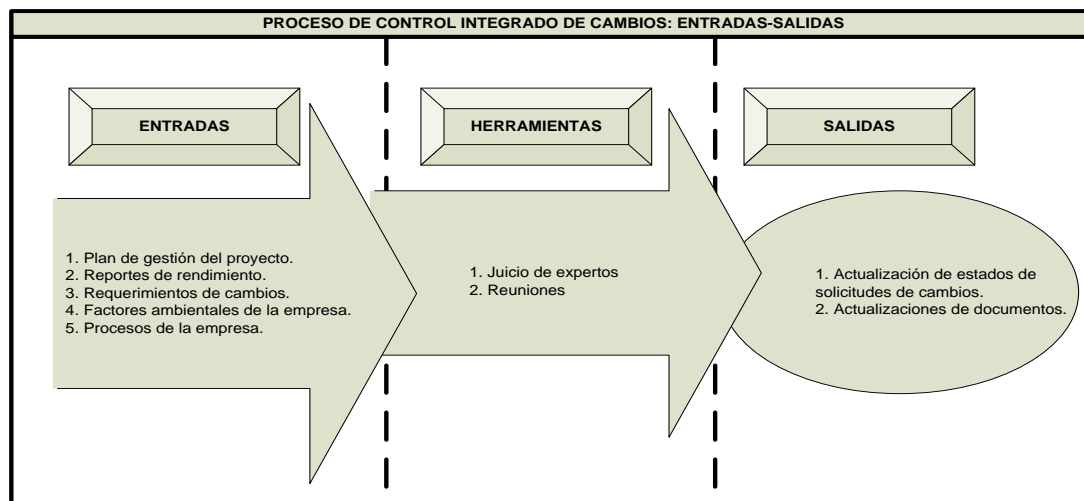 PROCESO DE CONTROL INTEGRADO DE CAMBIOS: ENTRADAS-SALIDAS
ENTRADAS
1. Plan de gestión del proyecto.
2. Reportes de rendimiento.
3. Requerimientos de cambios.
4. Factores ambientales de la empresa.
5. Procesos de la empresa.
HERRAMIENTAS
1. Juicio de expertos
2. Reuniones
SALIDAS
1. Actualización de estados de
solicitudes de cambios.
2. Actualizaciones de documentos.